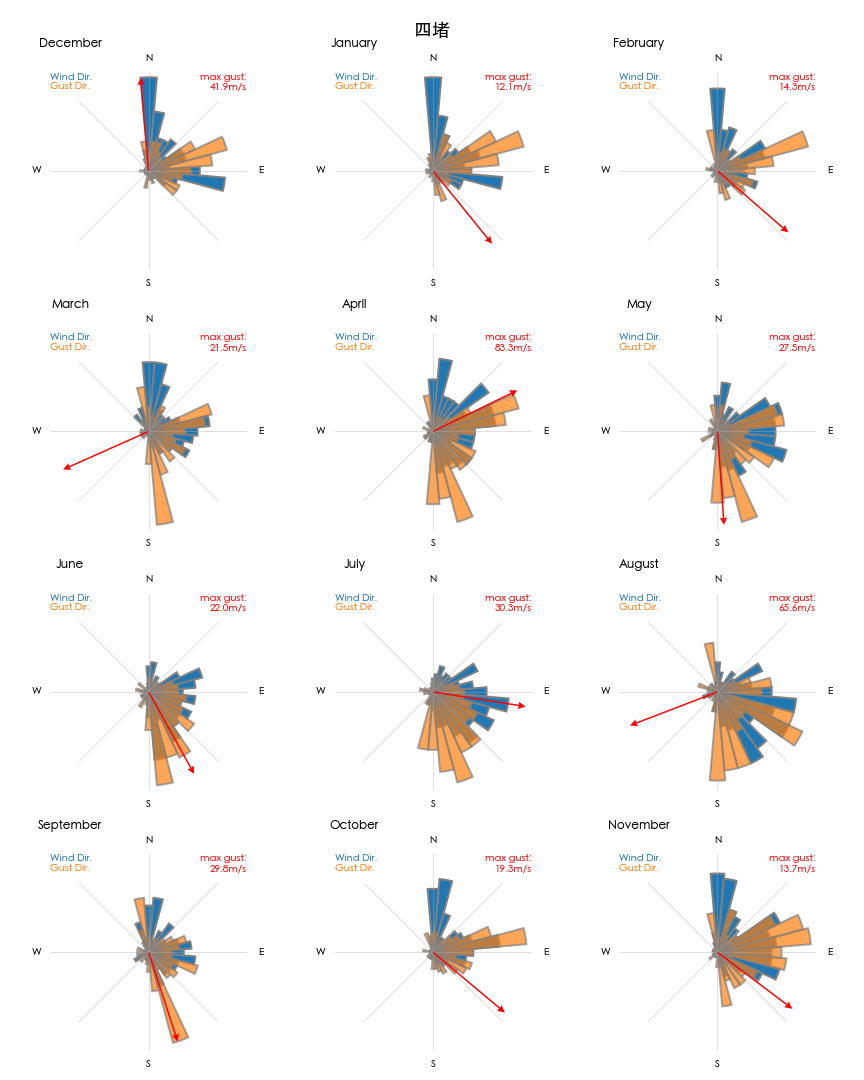 四堵
December
N
Wind Dir.
Gust Dir.
max gust:
41.9m/s
W
E
S
January
N
Wind Dir.
Gust Dir.
max gust:
12.1m/s
W
E
S
February
N
Wind Dir.
Gust Dir.
max gust:
14.3m/s
W
E
S
March
N
Wind Dir.
Gust Dir.
max gust:
21.5m/s
W
E
S
April
N
Wind Dir.
Gust Dir.
max gust:
83.3m/s
W
E
S
May
N
Wind Dir.
Gust Dir.
max gust:
27.5m/s
W
E
S
June
N
Wind Dir.
Gust Dir.
max gust:
22.0m/s
W
E
S
July
N
Wind Dir.
Gust Dir.
max gust:
30.3m/s
W
E
S
August
N
Wind Dir.
Gust Dir.
max gust:
65.6m/s
W
E
S
September
N
Wind Dir.
Gust Dir.
max gust:
29.8m/s
W
E
S
October
N
Wind Dir.
Gust Dir.
max gust:
19.3m/s
W
E
S
November
N
Wind Dir.
Gust Dir.
max gust:
13.7m/s
W
E
S